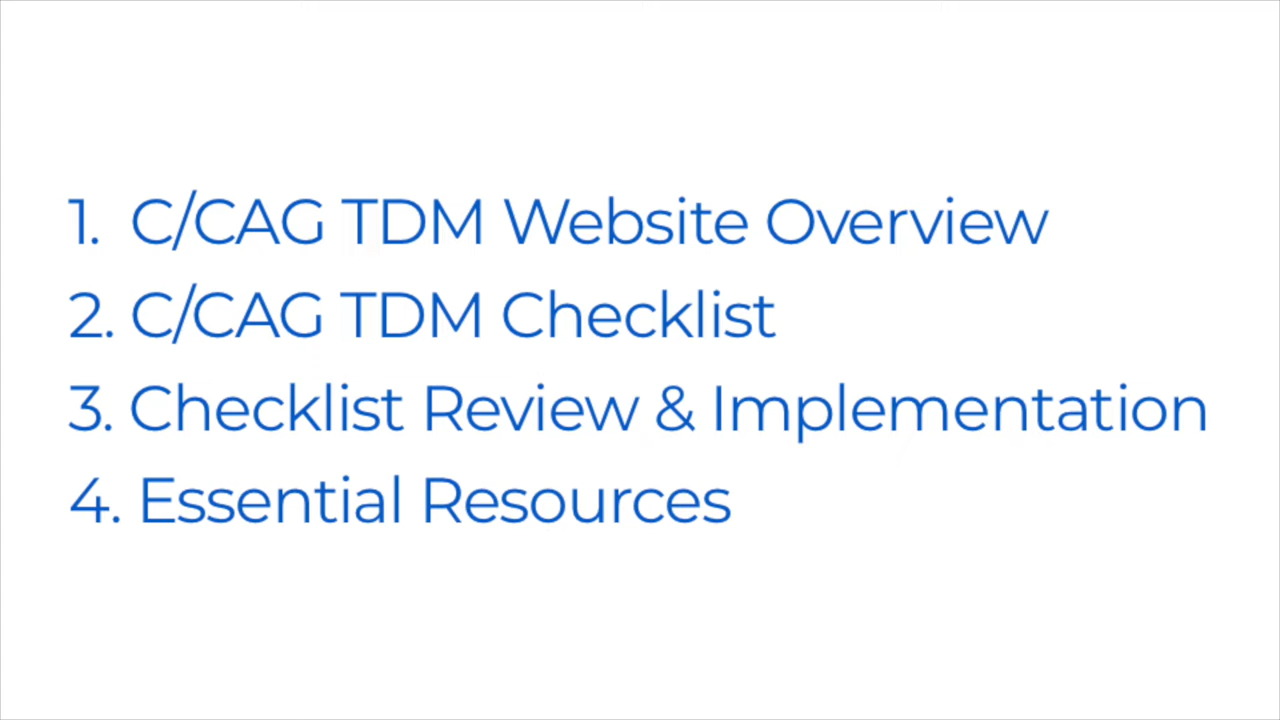 1. C/CAG TDM Website Overview
2. C/CAG TDM Checklist
3. Checklist Review & Implementation
4. Essential Resources